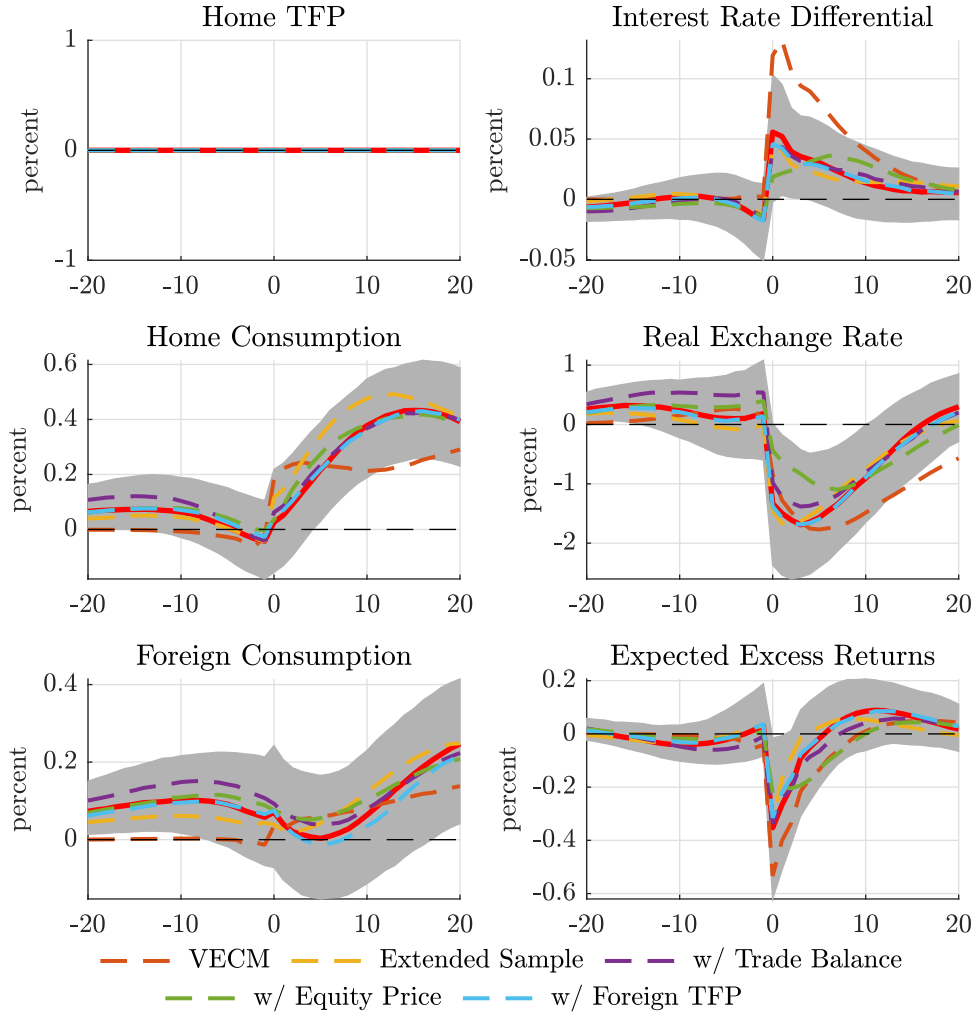 Home TFP
percent
1
0
-1
-20 -10 0 10 20
Interest Rate Differential
percent
0.1
0.05
0
-0.05
-20 -10 0 10 20
Home Consumption
percent
0.6
0.4
0.2
0
-20 -10 0 10 20
Real Exchange Rate
percent
1
0
-1
-2
-20 -10 0 10 20
Foreign Consumption
percent
0.4
0.2
0
-20 -10 0 10 20
Expected Excess Returns
percent
0.2
0
-0.2
-0.4
-0.6
-20 -10 0 10 20
VECM Extended Sample w/ Trade Balance
w/ Equity Price w/ Foreign TFP